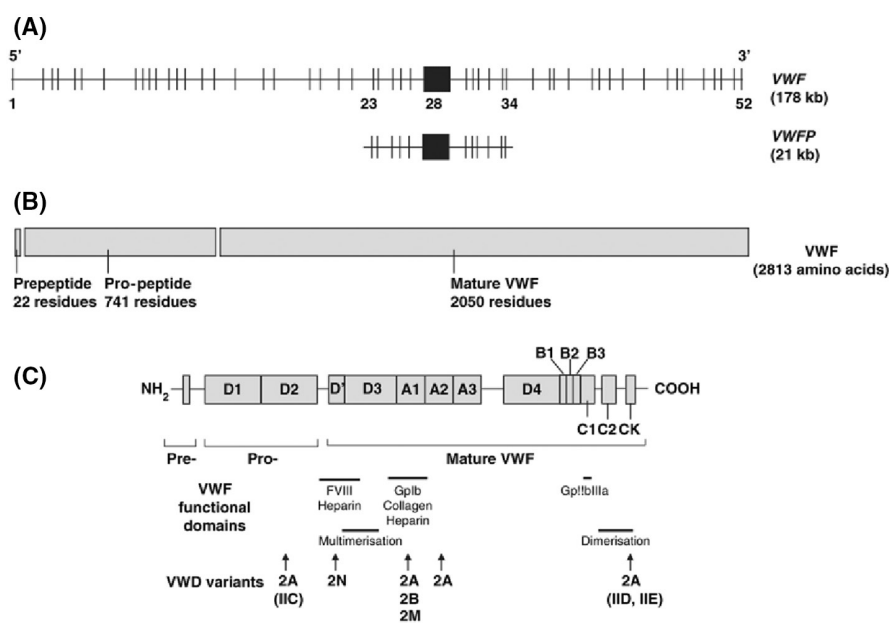 (A)
5’ 3’
VWF
(178 kb)
1 23 28 34 52
VWFP
(21 kb)
(B)
VWF
(2813 amino acids)
Prepeptide Pro-peptide Mature VWF
22 residues 741 residues 2050 residues
(C)
B1 B2 B3
NH2 D1 D2 D' D3 A1 A2 A3 D4 COOH
C1 C2 CK
Pre- Pro- Mature VWF
VWF
functional
domains
FVIII
Heparin
GpIb
Collagen
Heparin
Gp!!bIIIa
Multimerisation Dimerisation
VWD variants 2A 2N 2A 2A 2A
(IIC) 2B (IID, IIE)
2M